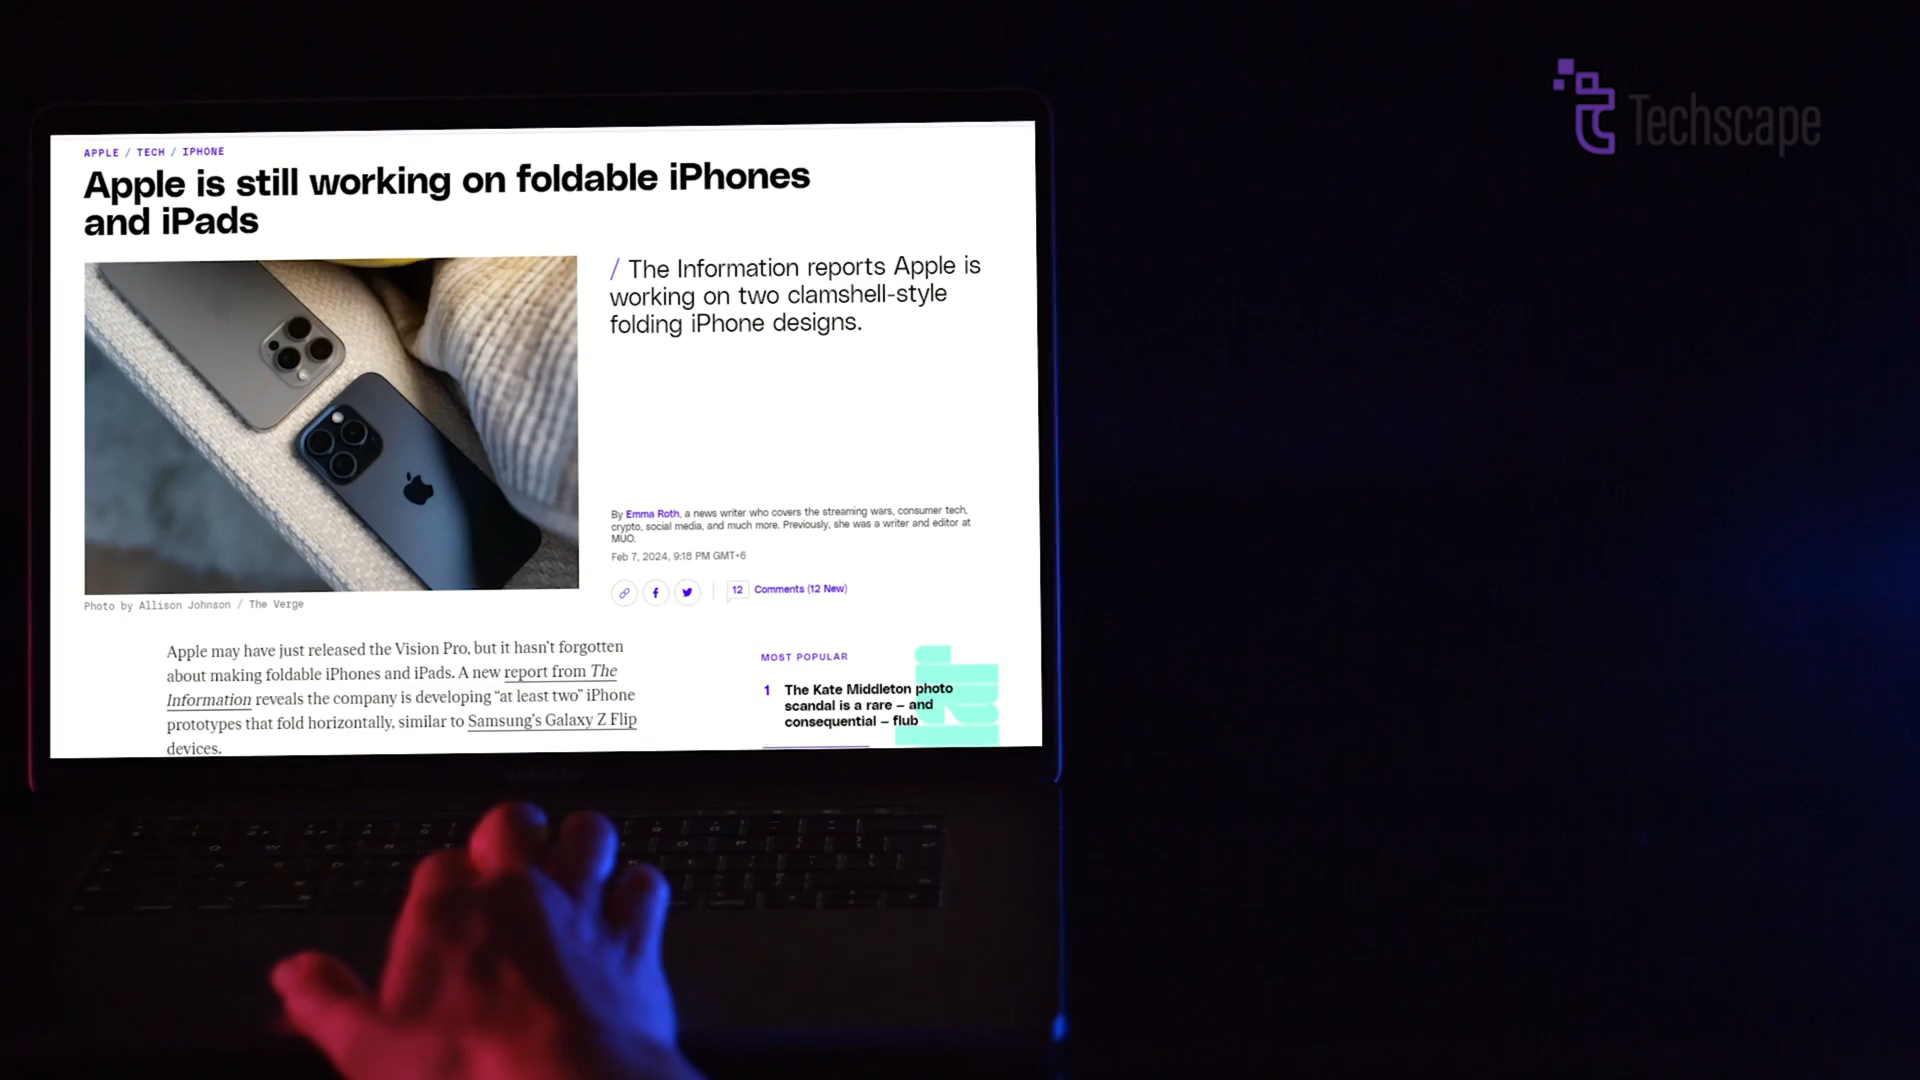 Techscape
APPLE / TECH / IPHONE
Apple is still working on foldable iPhones
and iPads
/ The Information reports Apple is
working on two clamshell-style
folding iPhone designs.
By Emma Roth, a news writer who covers the streaming wars, consumer tech,
crypto, social media, and much more. Previously, she was a writer and editor at
MUO.
Feb 7, 2024, 9:18 PM GMT+6
12 Comments (12 New)
Photo by Allison Johnson / The Verge
Apple may have just released the Vision Pro, but it hasn't forgotten
about making foldable iPhones and iPads. A new report from The
Information reveals the company is developing “at least two” iPhone
prototypes that fold horizontally, similar to Samsung's Galaxy Z Flip
devices.
MOST POPULAR
1 The Kate Middleton photo
scandal is a rare – and
consequential – flub